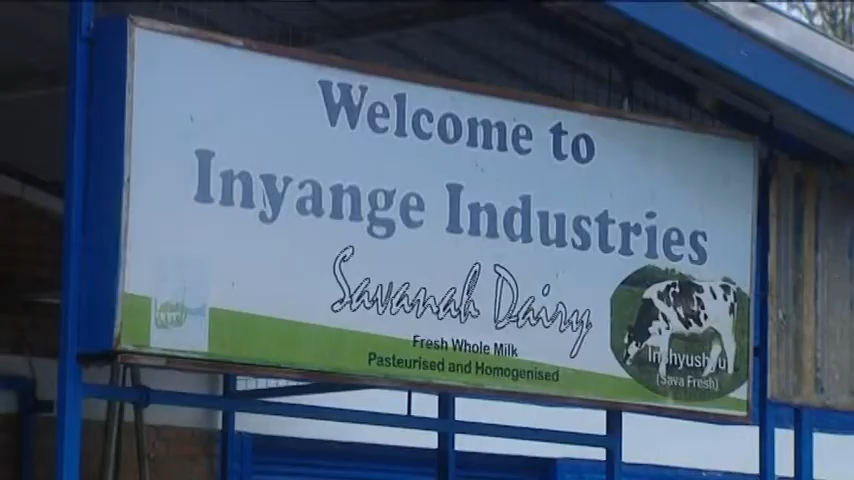 Welcome to
Inyange Industries
Savanah Dairy
Fresh Whole Milk
Pasteurised and Homogenised
Inshyushyu
(Sava Fresh)